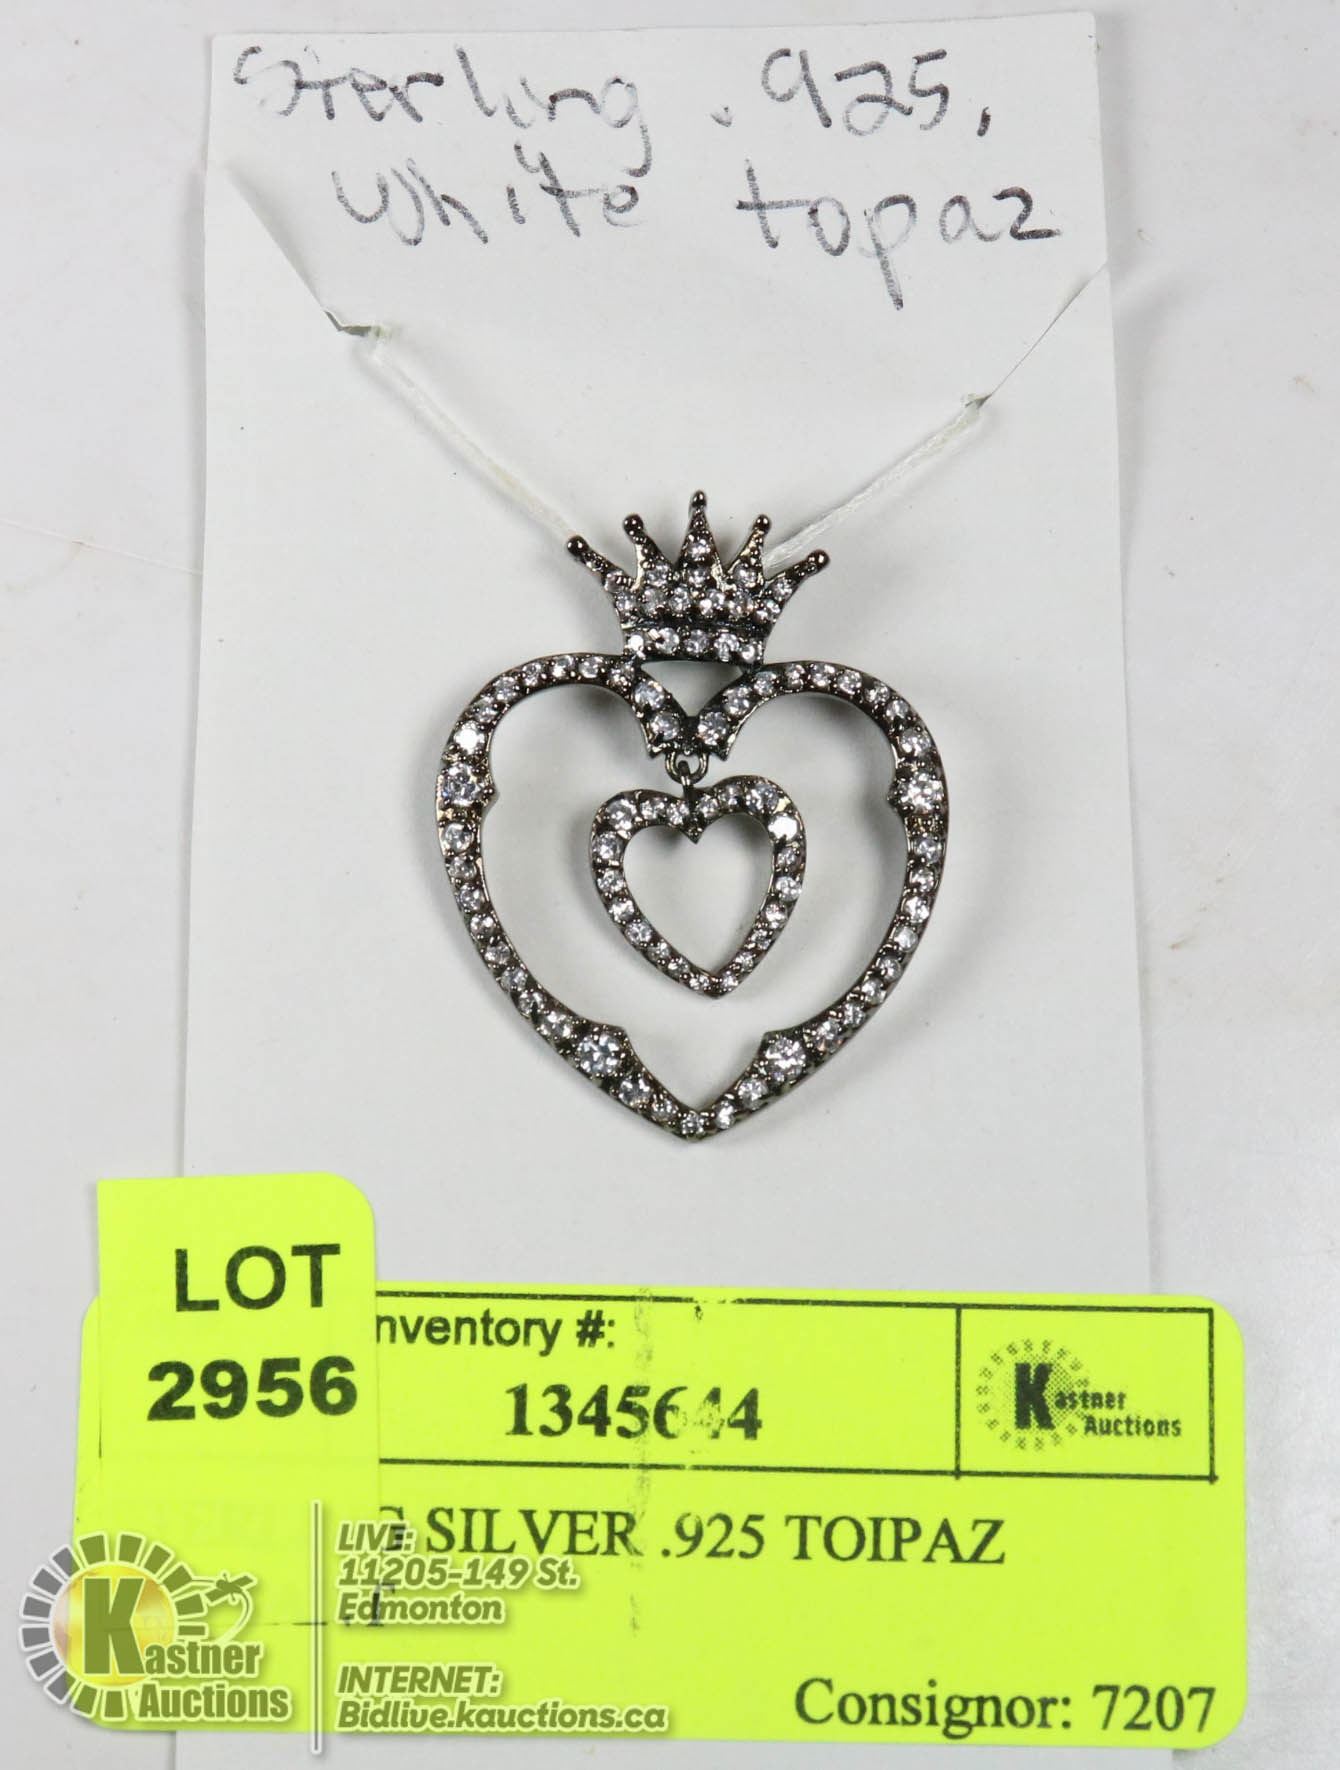 Sterling .925,
white topaz
LOT
2956
nventory #:
1345644
Kastner
Auctions
G SILVER .925 TOIPAZ
Consignor: 7207
Kastner
Auctions
LIVE:
11205-149 St.
Edmonton
INTERNET:
Bidlive.kauctions.ca